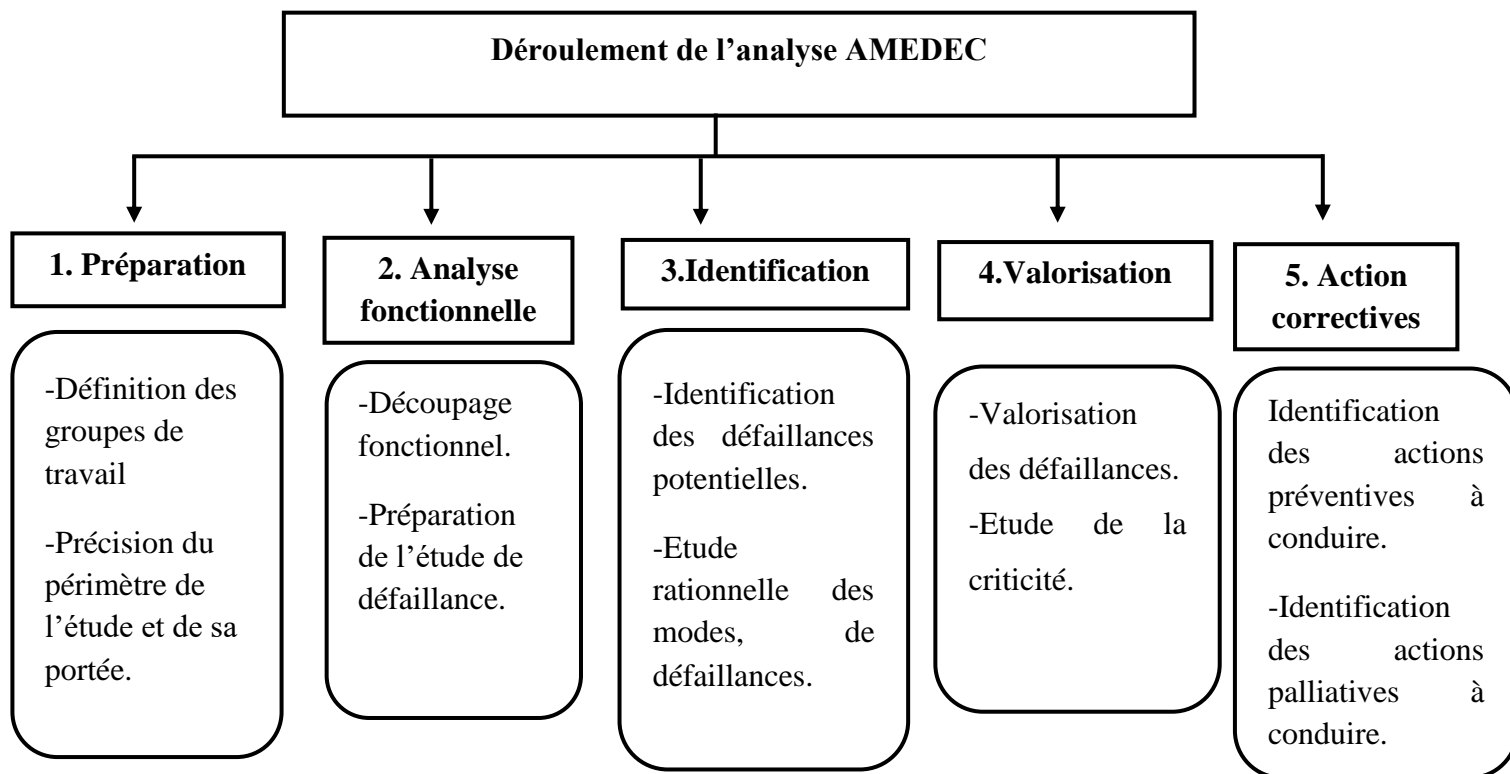 Déroulement de l’analyse AMEDEC
1. Préparation
-Définition des
groupes de
travail
-Précision du
périmètre de
l’étude et de sa
portée.
2. Analyse
fonctionnelle
-Découpage
fonctionnel.
-Préparation
de l’étude de
défaillance.
3.Identification
-Identification
des défaillances
potentielles.
-Etude
rationnelle des
modes, de
défaillances.
4.Valorisation
-Valorisation
des défaillances.
-Etude de la
criticité.
5. Action
correctives
Identification
des actions
préventives à
conduire.
-Identification
des actions
palliatives à
conduire.